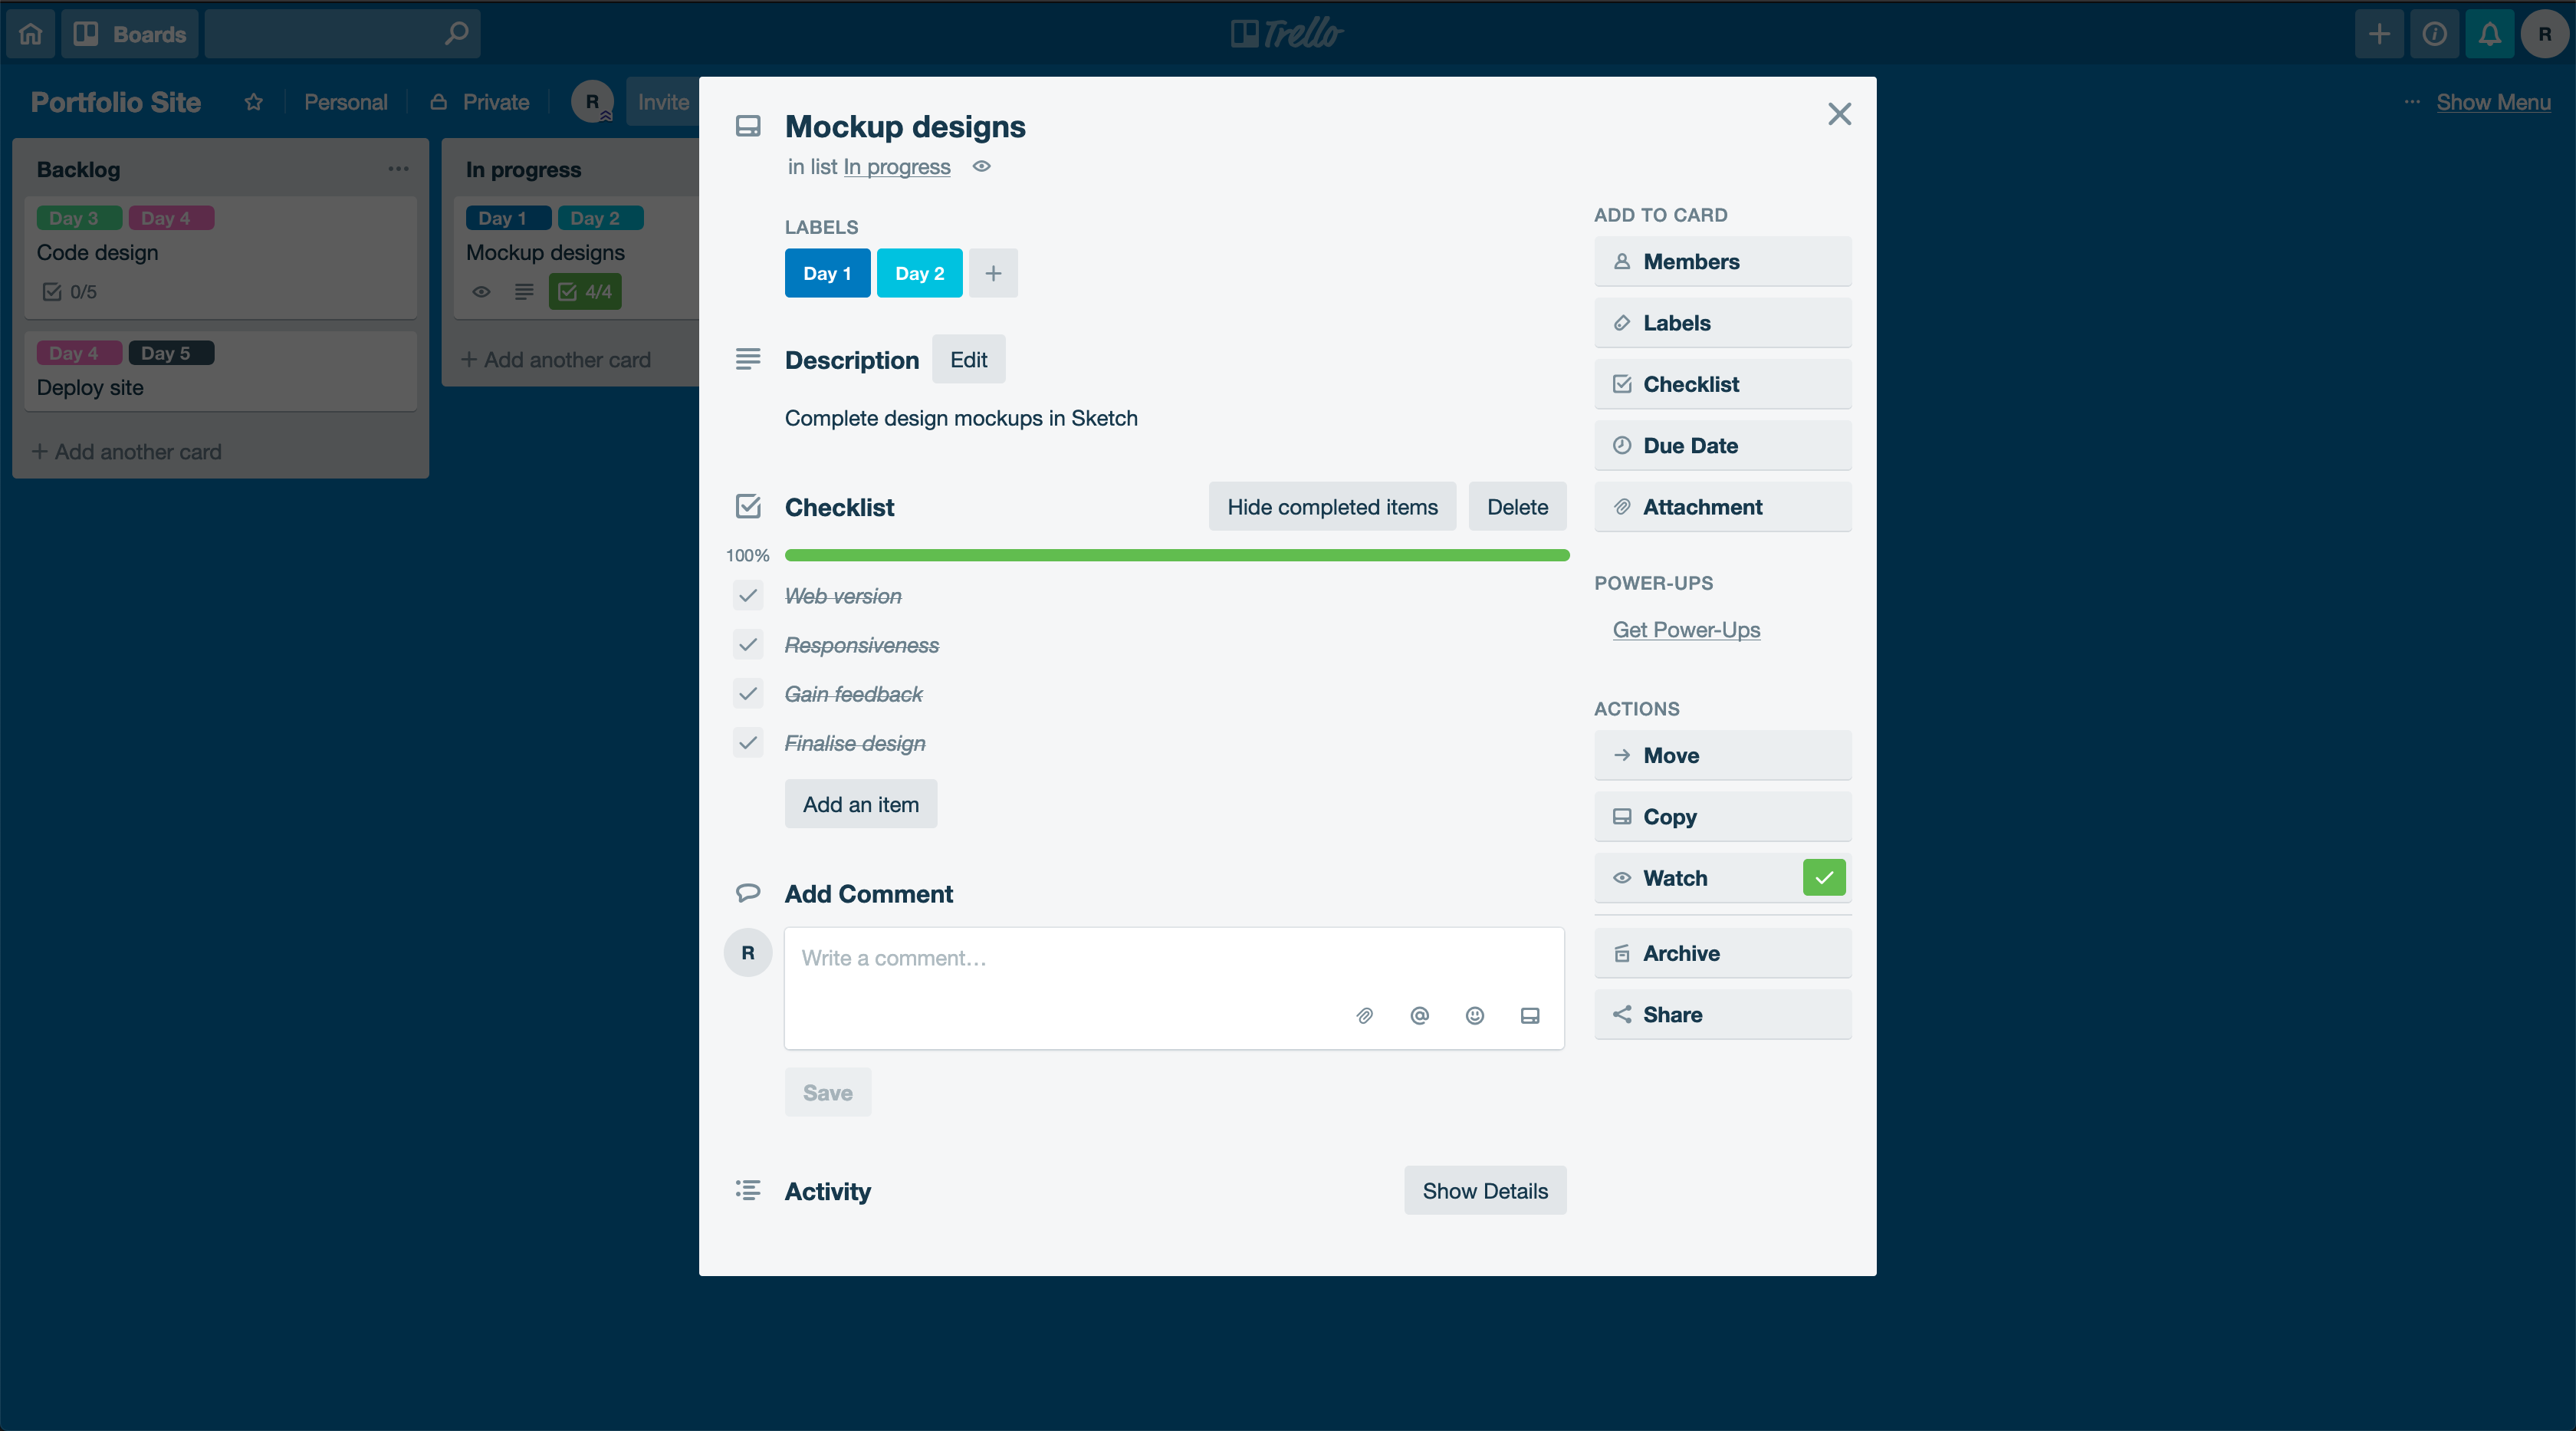 Boards
Trello
R
Portfolio Site
Personal
Private
R
Invite
Show Menu
Backlog
Day 3 Day 4
Code design
0/5
Day 4 Day 5
Deploy site
+ Add another card
In progress
Day 1 Day 2
Mockup designs
4/4
+ Add another card
Mockup designs
in list In progress
LABELS
Day 1 Day 2 +
Description Edit
Complete design mockups in Sketch
Checklist Hide completed items Delete
100%
Web version
Responsiveness
Gain feedback
Finalise design
Add an item
Add Comment
R
Write a comment…
@
Save
Activity Show Details
ADD TO CARD
Members
Labels
Checklist
Due Date
Attachment
POWER-UPS
Get Power-Ups
ACTIONS
Move
Copy
Watch
Archive
Share